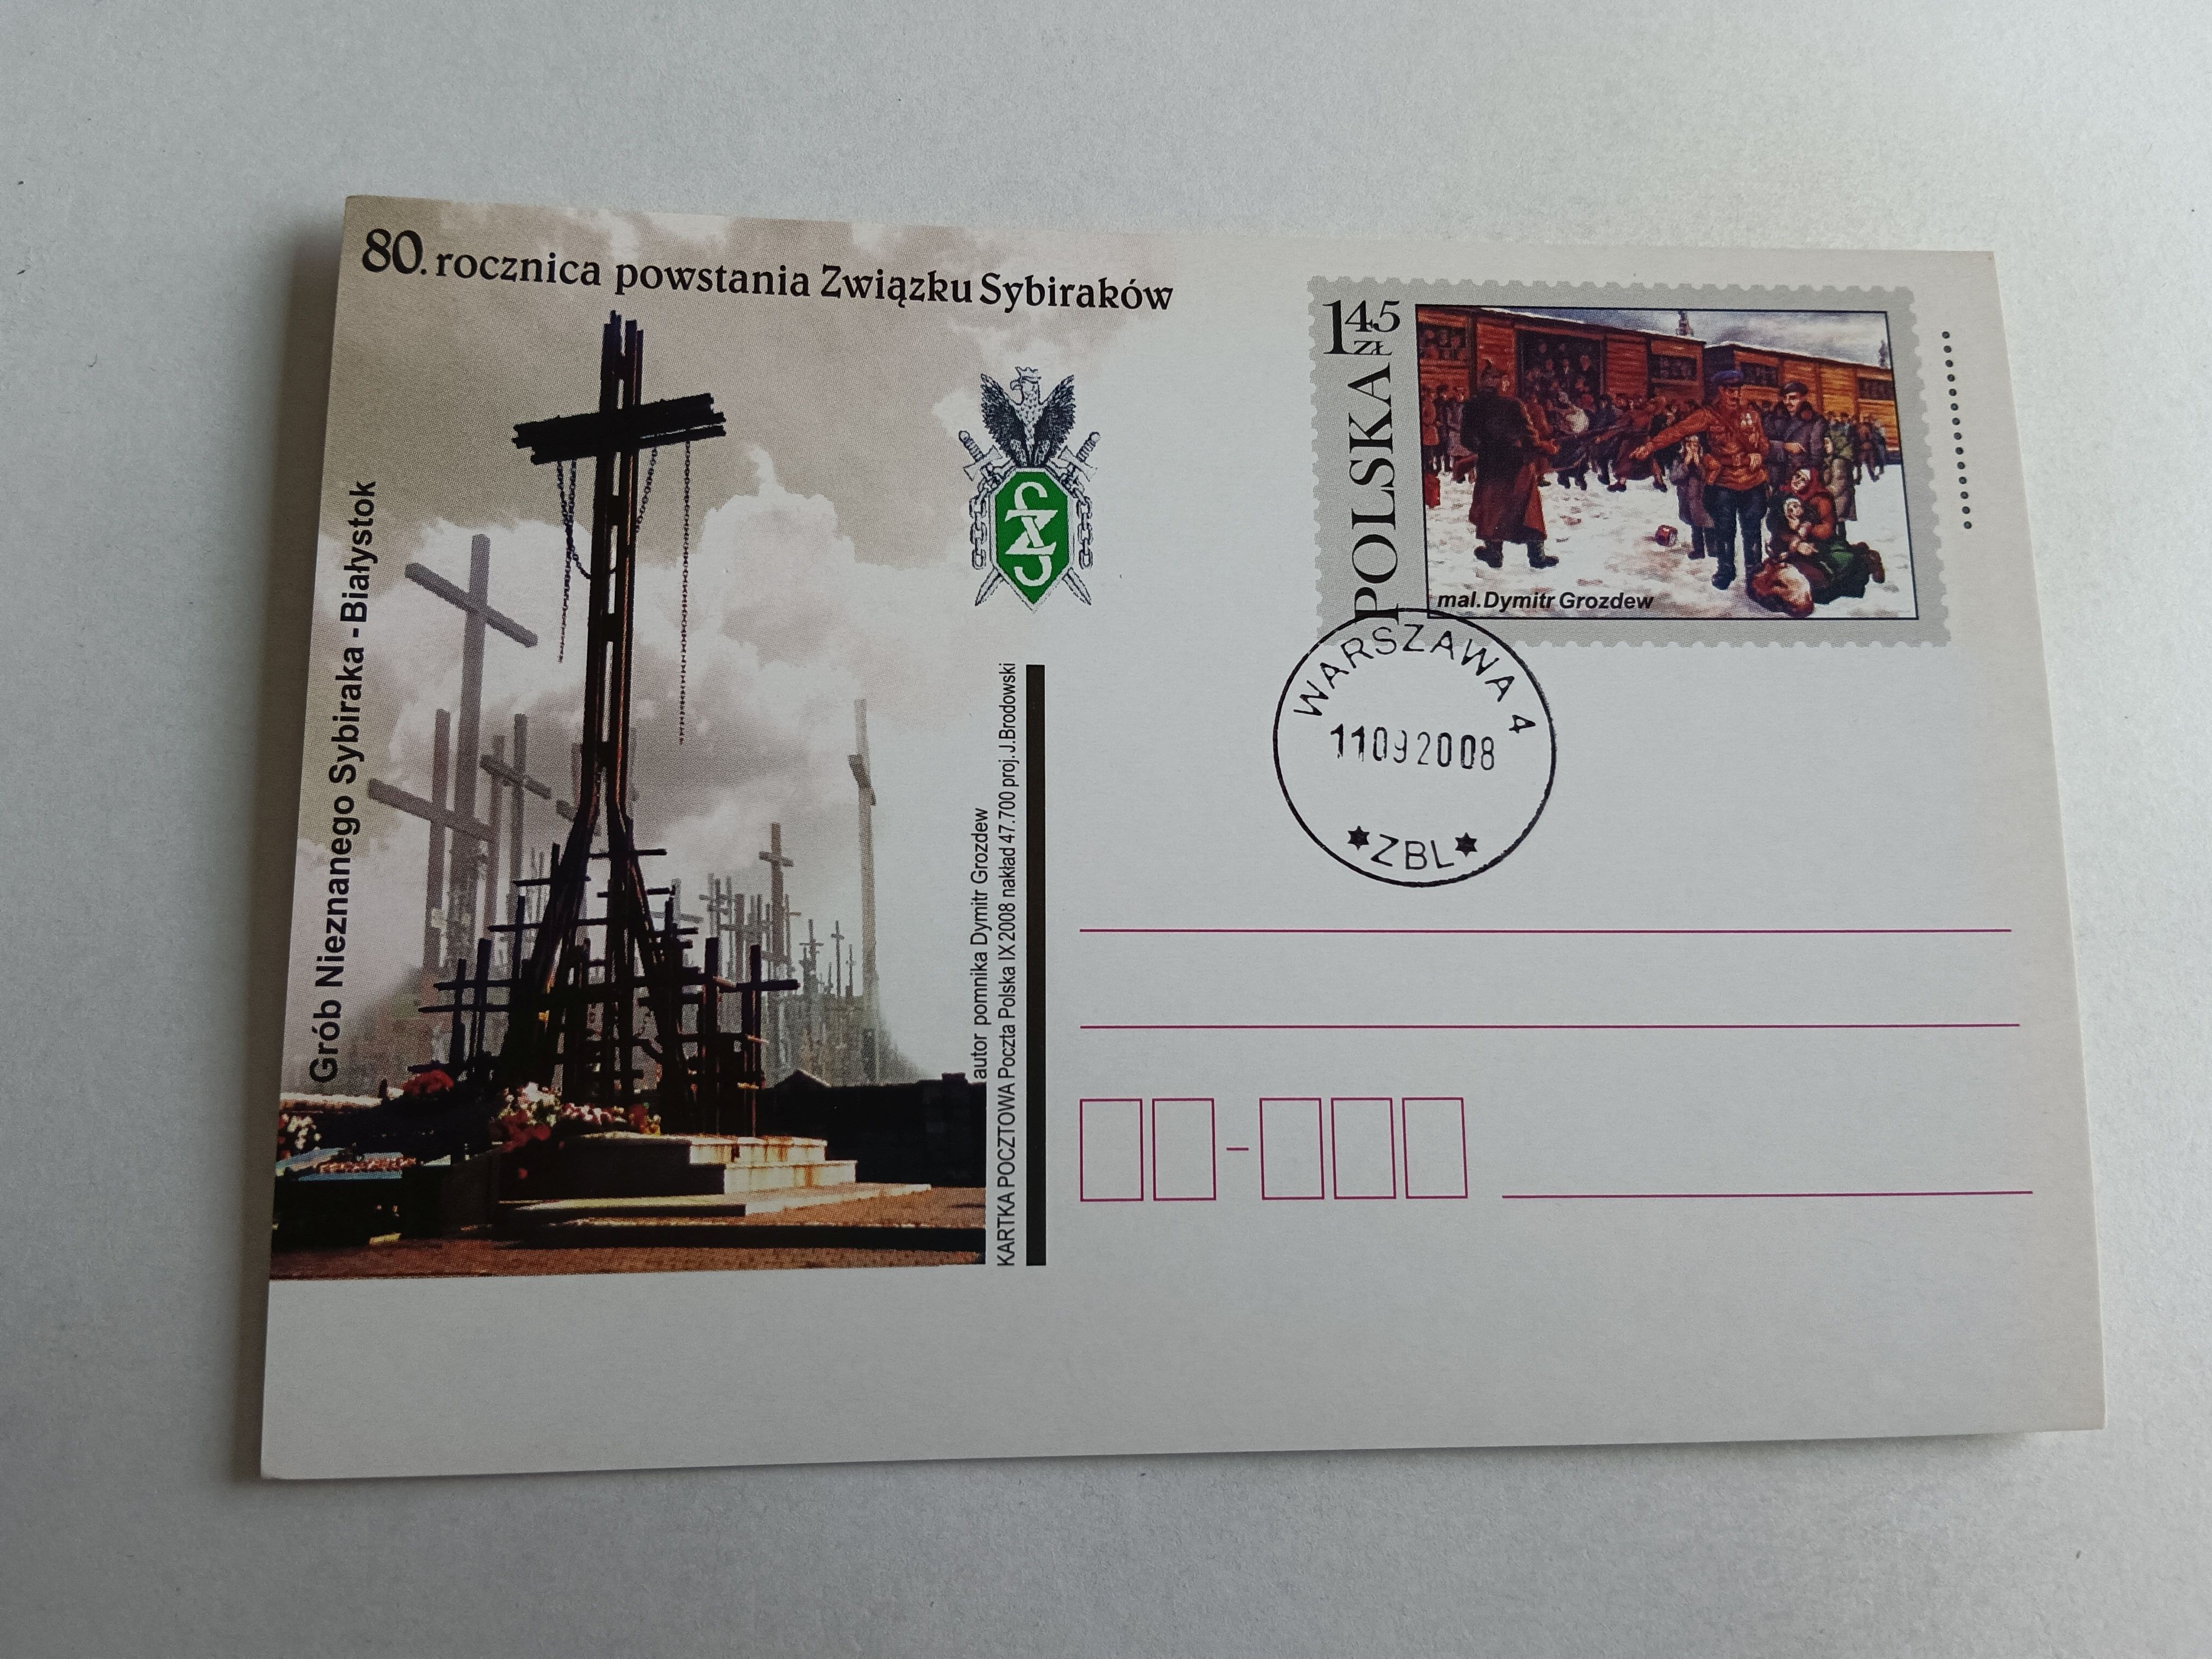 80. rocznica powstania Związku Sybiraków
Grób Nieznanego Sybiraka - Białystok
autor pomnika Dymitr Grozdew
KARTKA POCZTOWA Poczta Polska IX 2008 nakład 47.700 proj. J.Brodowski
1 45
ZŁ
POLSKA
mal.Dymitr Grozdew
WARSZAWA 4
11092008
*ZBL*